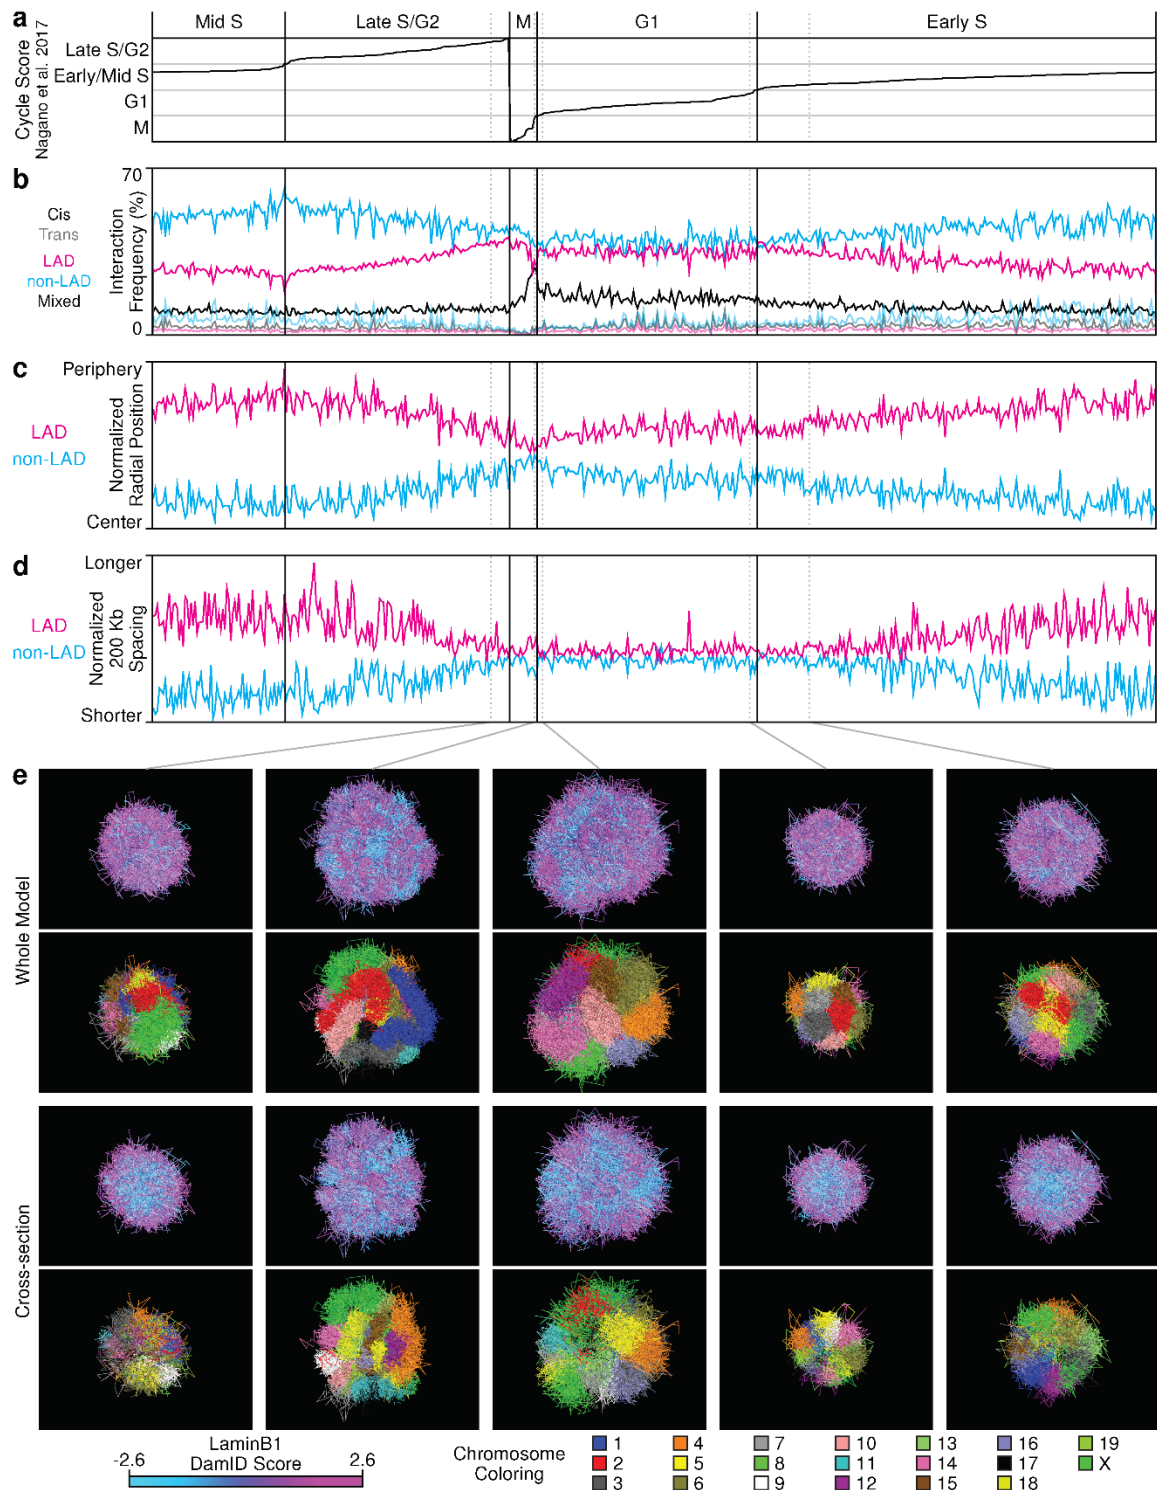 a
Mid S
Late S/G2
M
G1
Early S
Cycle Score
Nagano et al. 2017
Late S/G2
Early/Mid S
G1
M
b
70
0
Interaction
Frequency (%)
Cis
Trans
LAD
non-LAD
Mixed
c
Periphery
Center
Normalized
Radial Position
LAD
non-LAD
d
Longer
Shorter
Normalized
200 Kb
Spacing
LAD
non-LAD
e
Whole Model
Cross-section
LaminB1
DamID Score
-2.6
2.6
Chromosome
Coloring
1
2
3
4
5
6
7
8
9
10
11
12
13
14
15
16
17
18
19
X